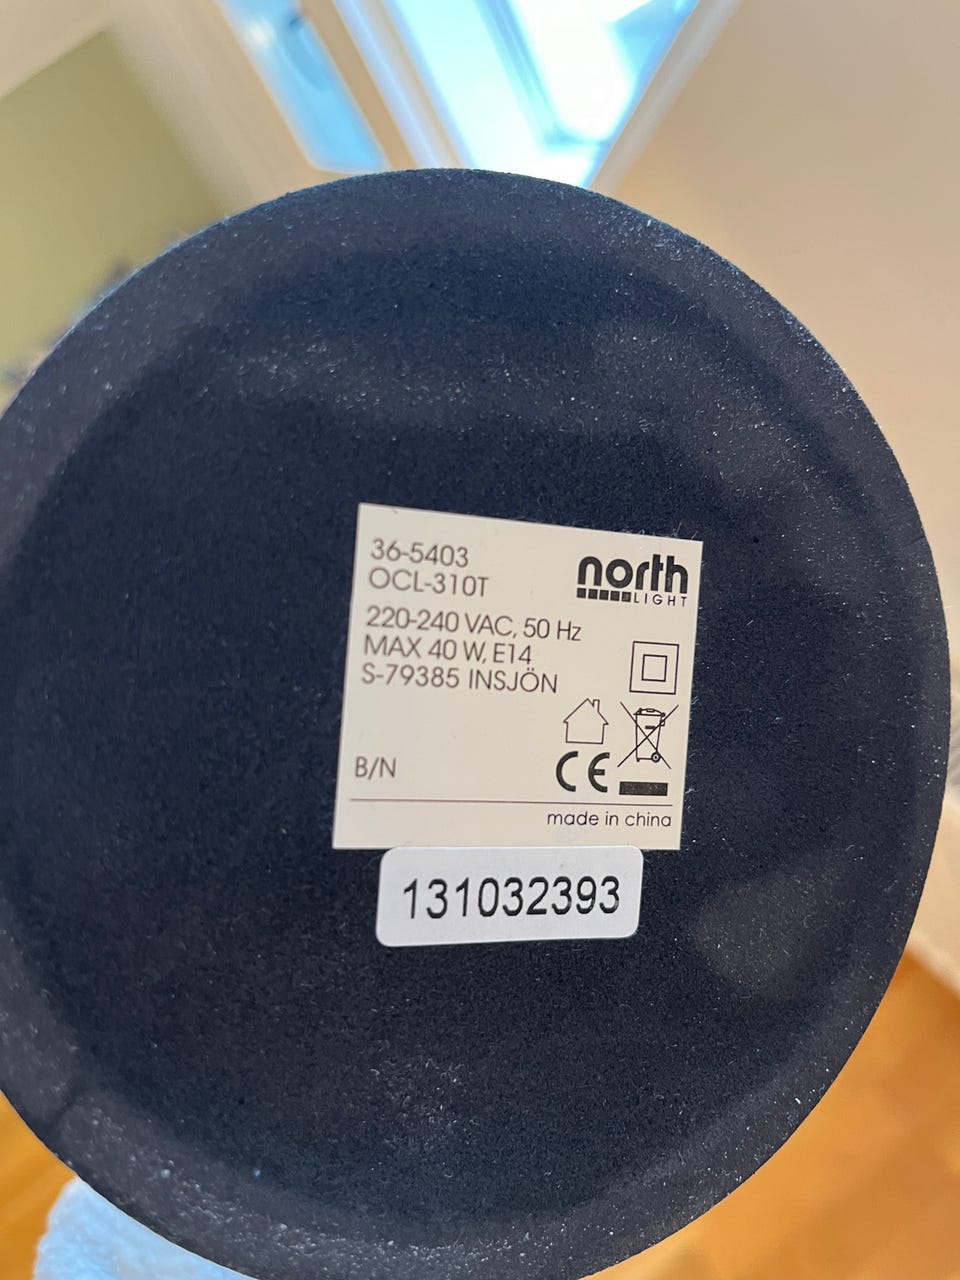 36-5403
OCL-310T
north
LIGHT
220-240 VAC, 50 Hz
MAX 40 W, E14
S-79385 INSJÖN
B/N
CE
made in china
131032393